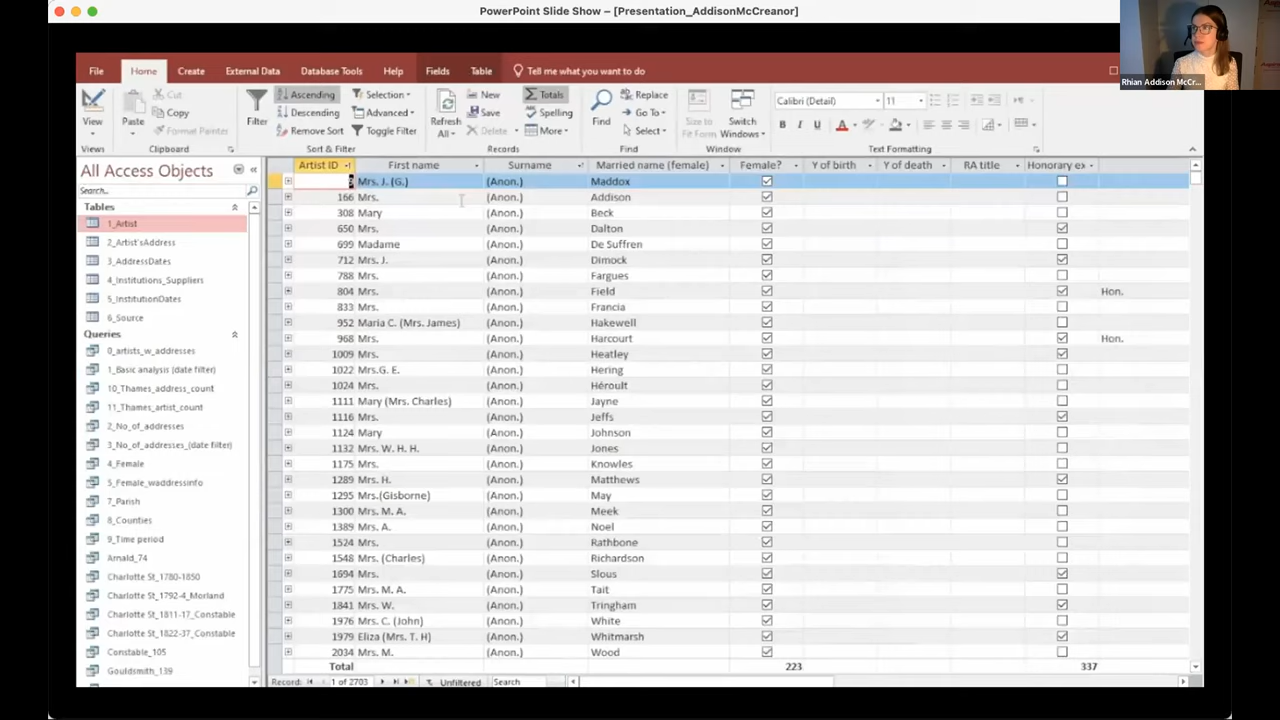 PowerPoint Slide Show – [Presentation_AddisonMcCreanor]
Rhian Addison McCr...
File Home Create External Data Database Tools Help Fields Table Tell me what you want to do
View
Views
Paste
Cut
Copy
Format Painter
Clipboard
Filter
Ascending
Descending
Remove Sort
Selection
Advanced
Toggle Filter
Sort & Filter
Refresh
All
New
Save
Delete
Totals
Spelling
More
Records
Find
Replace
Go To
Select
Find
Size to
Fit Form
Switch
Windows
Window
Calibri (Detail) 11
B I U A
Text Formatting
All Access Objects
Search...
Tables
1_Artist
2_Artist'sAddress
3_AddressDates
4_Institutions_Suppliers
5_InstitutionDates
6_Source
Queries
0_artists_w_addresses
1_Basic analysis (date filter)
10_Thames_address_count
11_Thames_artist_count
2_No_of_addresses
3_No_of_addresses_(date filter)
4_Female
5_Female_waddressinfo
7_Parish
8_Counties
9_Time period
Arnald_74
Charlotte St_1780-1850
Charlotte St_1792-4_Morland
Charlotte St_1811-17_Constable
Charlotte St_1822-37_Constable
Constable_105
Gouldsmith_139
Artist ID First name Surname Married name (female) Female? Y of birth Y of death RA title Honorary ex
Mrs. J. (G.) (Anon.) Maddox
166 Mrs. (Anon.) Addison
308 Mary (Anon.) Beck
650 Mrs. (Anon.) Dalton
699 Madame (Anon.) De Suffren
712 Mrs. J. (Anon.) Dimock
788 Mrs. (Anon.) Fargues
804 Mrs. (Anon.) Field Hon.
833 Mrs. (Anon.) Francia
952 Maria C. (Mrs. James) (Anon.) Hakewell
968 Mrs. (Anon.) Harcourt Hon.
1009 Mrs. (Anon.) Heatley
1022 Mrs.G. E. (Anon.) Hering
1024 Mrs. (Anon.) Héroult
1111 Mary (Mrs. Charles) (Anon.) Jayne
1116 Mrs. (Anon.) Jeffs
1124 Mary (Anon.) Johnson
1132 Mrs. W. H. H. (Anon.) Jones
1175 Mrs. (Anon.) Knowles
1289 Mrs. H. (Anon.) Matthews
1295 Mrs.(Gisborne) (Anon.) May
1300 Mrs. M. A. (Anon.) Meek
1389 Mrs. A. (Anon.) Noel
1524 Mrs. (Anon.) Rathbone
1548 Mrs. (Charles) (Anon.) Richardson
1694 Mrs. (Anon.) Slous
1775 Mrs. M. A. (Anon.) Tait
1841 Mrs. W. (Anon.) Tringham
1976 Mrs. C. (John) (Anon.) White
1979 Eliza (Mrs. T. H) (Anon.) Whitmarsh
2034 Mrs. M. (Anon.) Wood
Total 223 337
Record: 1 of 2703 Unfiltered Search